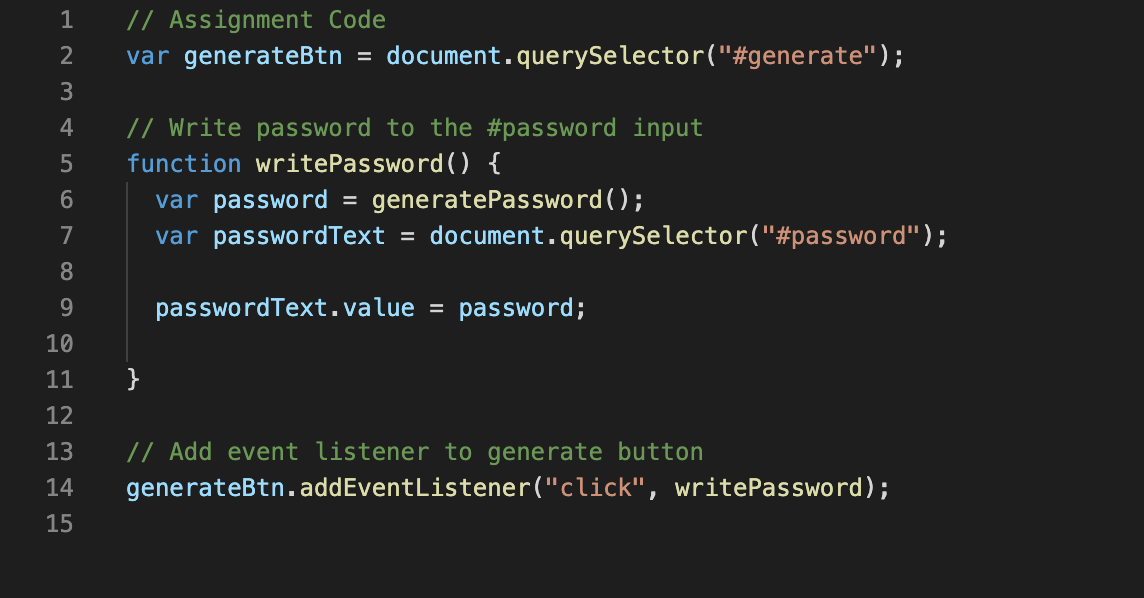 1 // Assignment Code
2 var generateBtn = document.querySelector("#generate");
3
4 // Write password to the #password input
5 function writePassword() {
6   var password = generatePassword();
7   var passwordText = document.querySelector("#password");
8
9   passwordText.value = password;
10
11 }
12
13 // Add event listener to generate button
14 generateBtn.addEventListener("click", writePassword);
15